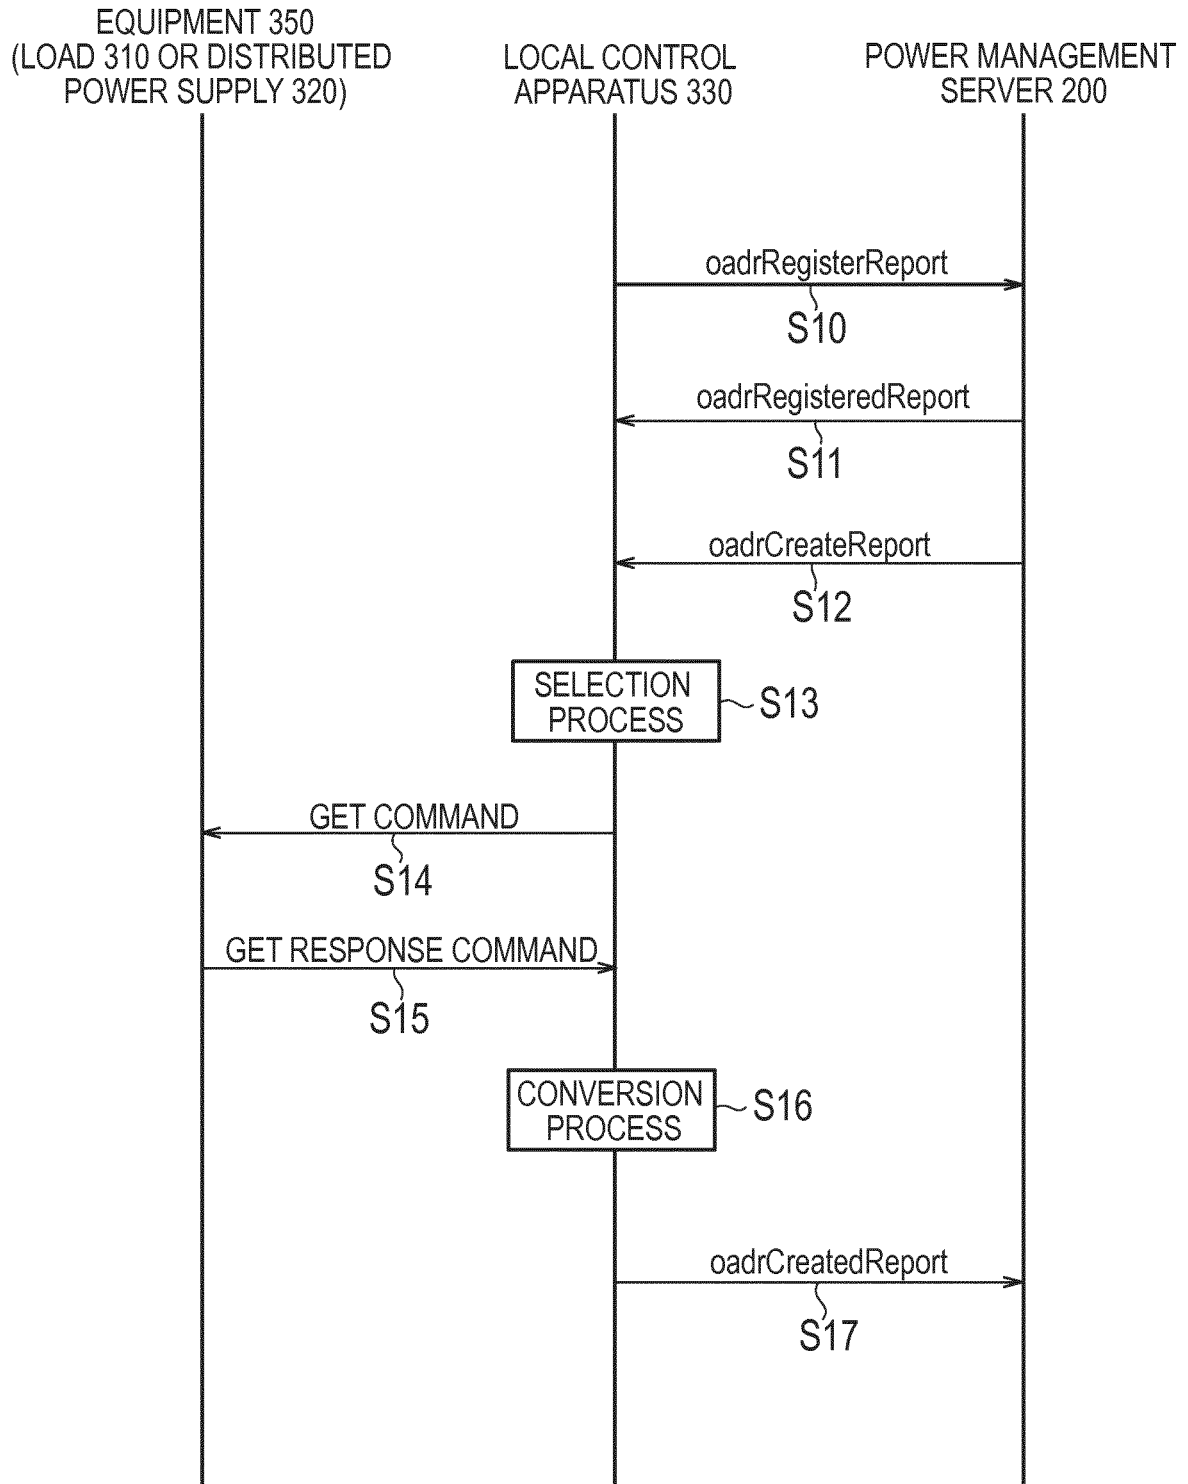 EQUIPMENT 350
(LOAD 310 OR DISTRIBUTED
POWER SUPPLY 320)
LOCAL CONTROL
APPARATUS 330
POWER MANAGEMENT
SERVER 200
oadrRegisterReport
S10
oadrRegisteredReport
S11
oadrCreateReport
S12
SELECTION
PROCESS
S13
GET COMMAND
S14
GET RESPONSE COMMAND
S15
CONVERSION
PROCESS
S16
oadrCreatedReport
S17